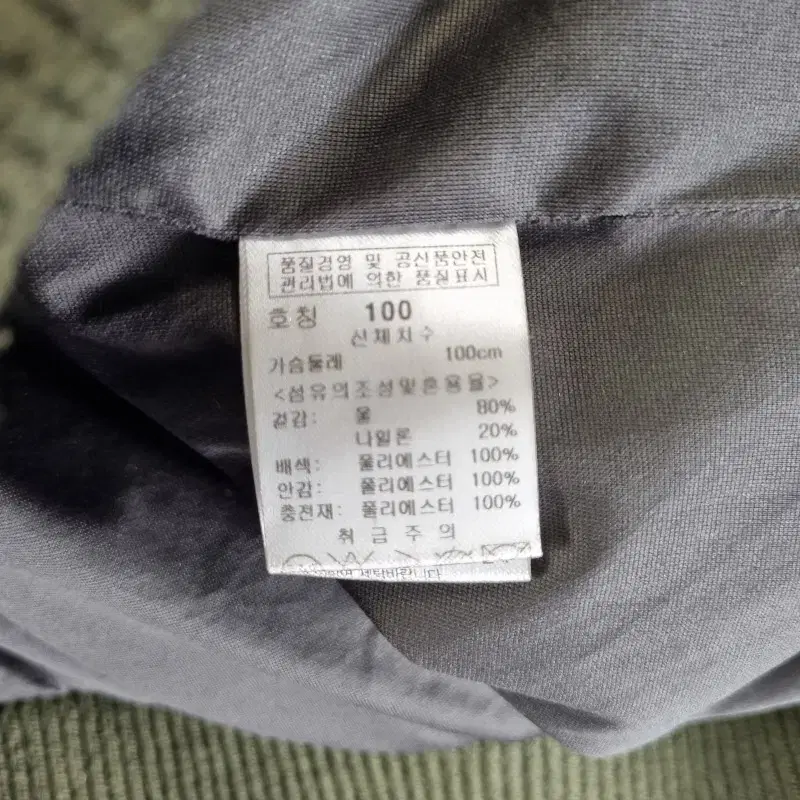 품질경영 및 공산품안전
관리법에 의한 품질표시
호칭 100
신체치수
가슴둘레 100cm
<섬유의조성및혼용율>
겉감: 울 80%
나일론 20%
배색: 폴리에스터 100%
안감: 폴리에스터 100%
충전재: 폴리에스터 100%
취급주의